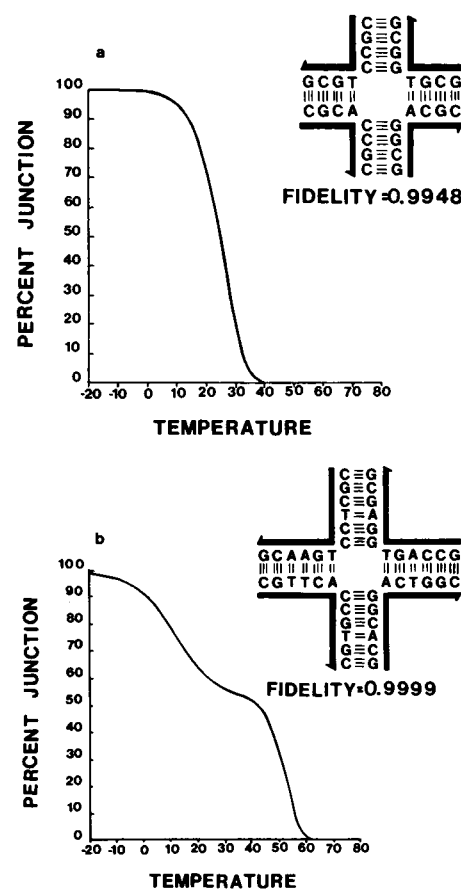 a
C≡G
G≡C
C≡G
C≡G
GCGT TGCG
CGCA ACGC
C≡G
C≡G
G≡C
C≡G
FIDELITY=0.9948
PERCENT JUNCTION
100
90
80
70
60
50
40
30
20
10
0
-20 -10 0 10 20 30 40 50 60 70 80
TEMPERATURE
b
C≡G
G≡C
C≡G
T=A
C≡G
C≡G
GCAAGT TGACCG
CGTTCA ACTGGC
C≡G
C≡G
G≡C
T=A
G≡C
C≡G
FIDELITY=0.9999
PERCENT JUNCTION
100
90
80
70
60
50
40
30
20
10
0
-20 -10 0 10 20 30 40 50 60 70 80
TEMPERATURE